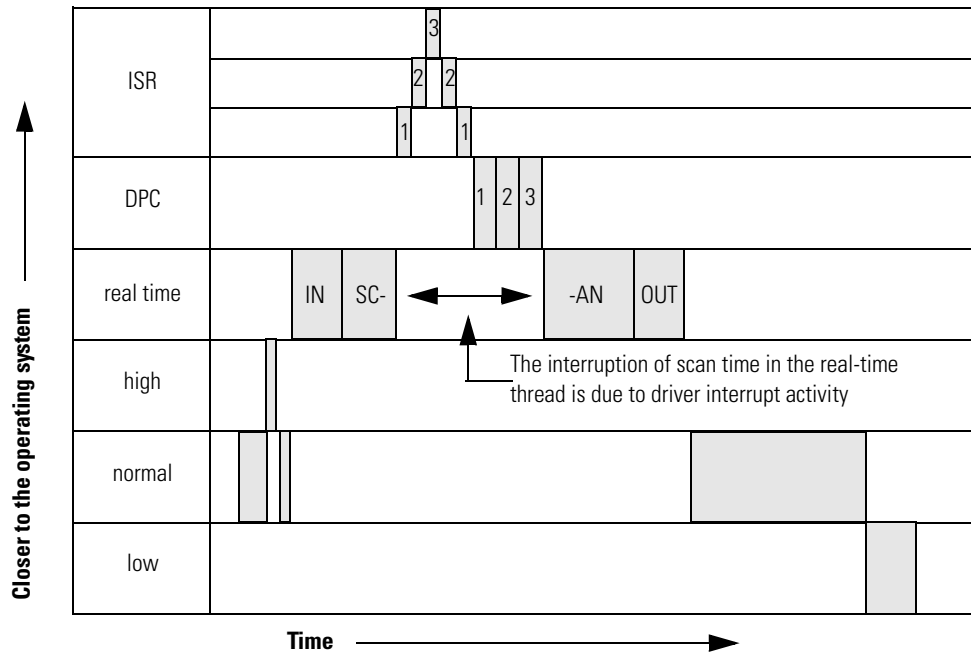 3
ISR
2 2
1 1
DPC
1 2 3
real time
IN SC- -AN OUT
The interruption of scan time in the real-time
thread is due to driver interrupt activity
high
normal
low
Closer to the operating system
Time